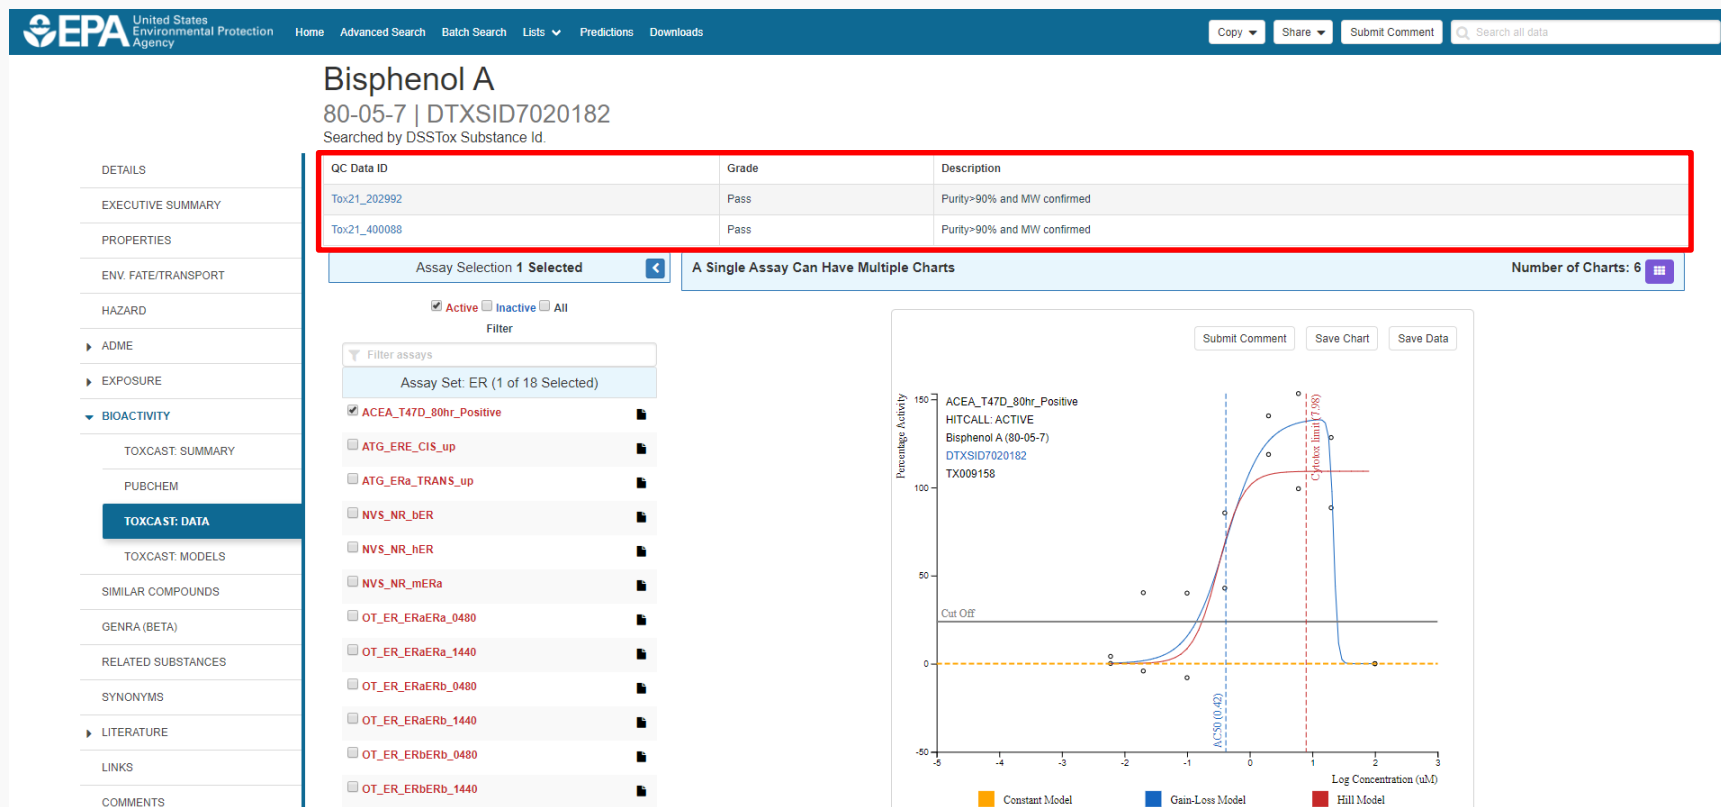 EPA United States
Environmental Protection
Agency
Home Advanced Search Batch Search Lists Predictions Downloads
Copy Share Submit Comment Search all data
Bisphenol A
80-05-7 | DTXSID7020182
Searched by DSSTox Substance Id.
DETAILS
EXECUTIVE SUMMARY
PROPERTIES
ENV. FATE/TRANSPORT
HAZARD
ADME
EXPOSURE
BIOACTIVITY
TOXCAST: SUMMARY
PUBCHEM
TOXCAST: DATA
TOXCAST: MODELS
SIMILAR COMPOUNDS
GENRA (BETA)
RELATED SUBSTANCES
SYNONYMS
LITERATURE
LINKS
COMMENTS
QC Data ID Grade Description
Tox21_202992 Pass Purity>90% and MW confirmed
Tox21_400088 Pass Purity>90% and MW confirmed
Assay Selection 1 Selected
Active Inactive All
Filter
Filter assays
Assay Set: ER (1 of 18 Selected)
ACEA_T47D_80hr_Positive
ATG_ERE_CIS_up
ATG_ERa_TRANS_up
NVS_NR_bER
NVS_NR_hER
NVS_NR_mERa
OT_ER_ERaERa_0480
OT_ER_ERaERa_1440
OT_ER_ERaERb_0480
OT_ER_ERaERb_1440
OT_ER_ERbERb_0480
OT_ER_ERbERb_1440
A Single Assay Can Have Multiple Charts
Number of Charts: 6
Submit Comment Save Chart Save Data
Percentage Activity
150
100
50
0
-50
ACEA_T47D_80hr_Positive
HITCALL: ACTIVE
Bisphenol A (80-05-7)
DTXSID7020182
TX009158
Cytotox limit (7.98)
Cut Off
AC50 (0.42)
-5 -4 -3 -2 -1 0 1 2 3
Log Concentration (uM)
Constant Model Gain-Loss Model Hill Model